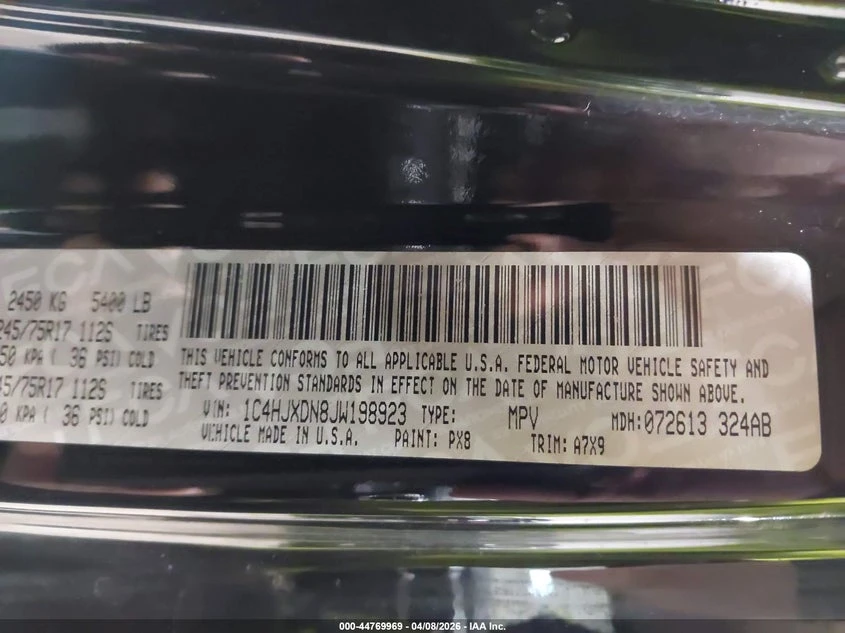 2450 KG 5400 LB
245/75R17 112S TIRES
50 KPA ( 36 PSI) COLD
45/75R17 112S TIRES
0 KPA ( 36 PSI) COLD
THIS VEHICLE CONFORMS TO ALL APPLICABLE U.S.A. FEDERAL MOTOR VEHICLE SAFETY AND
THEFT PREVENTION STANDARDS IN EFFECT ON THE DATE OF MANUFACTURE SHOWN ABOVE.
VIN: 1C4HJXDN8JW198923 TYPE: MPV MDH:072613 324AB
VEHICLE MADE IN U.S.A. PAINT: PX8 TRIM: A7X9
000-44769969 - 04/08/2026 - IAA Inc.